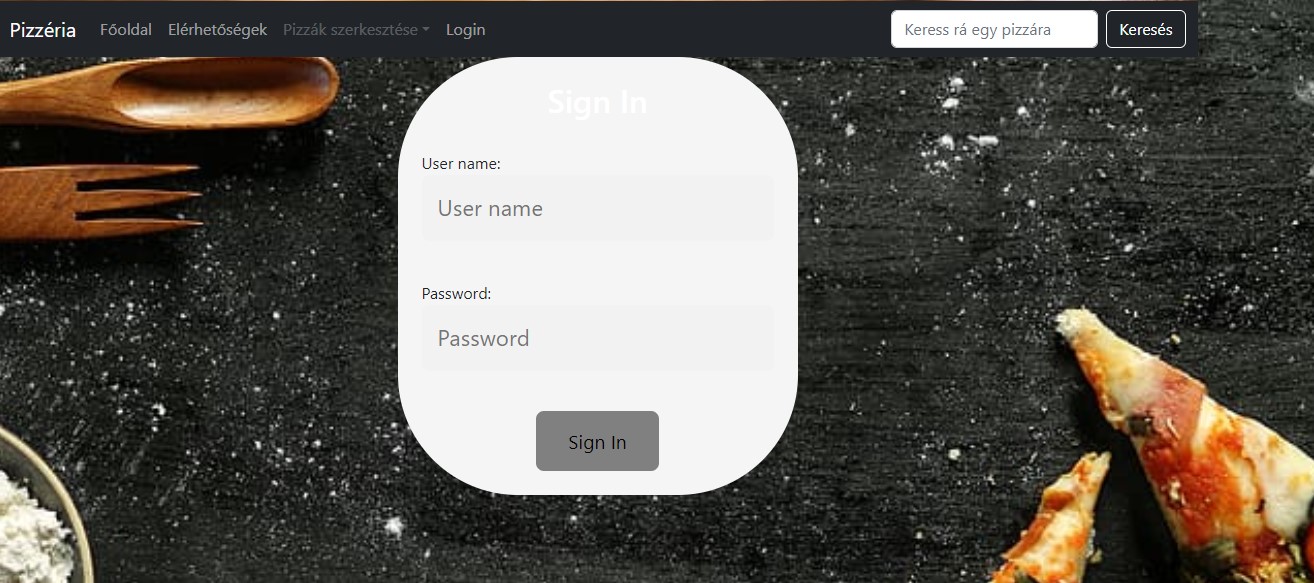 Pizzéria Főoldal Elérhetőségek Pizzák szerkesztése Login Keress rá egy pizzára Keresés
Sign In
User name:
User name
Password:
Password
Sign In